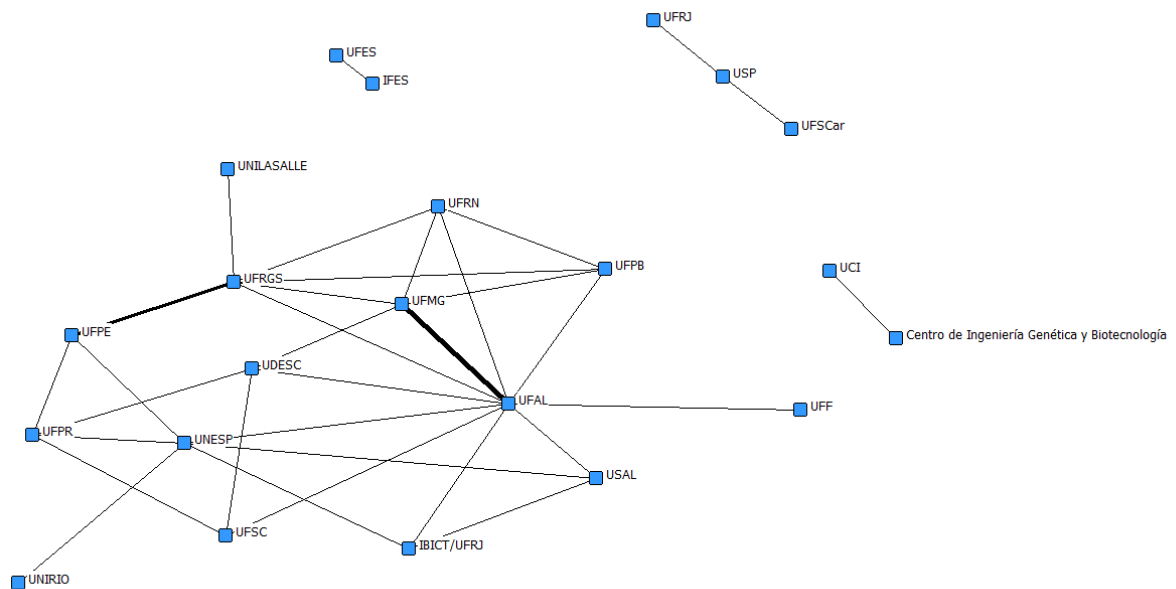 UFRJ
UFES
USP
IFES
UFSCar
UNILASALLE
UFRN
UFPB
UCI
UFRGS
UFMG
UFPE
Centro de Ingeniería Genética y Biotecnología
UDESC
UFAL
UFF
UFPR
UNESP
USAL
UFSC
IBICT/UFRJ
UNIRIO